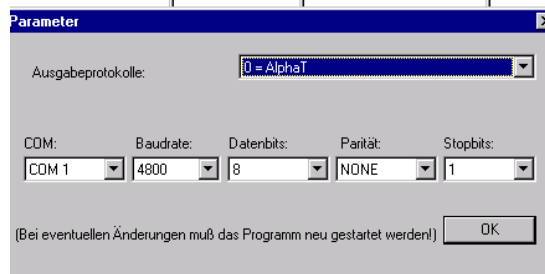 Parameter
Ausgabeprotokolle: 0 = AlphaT
COM: Baudrate: Datenbits: Parität: Stopbits:
COM 1 4800 8 NONE 1
(Bei eventuellen Änderungen muß das Programm neu gestartet werden!) OK